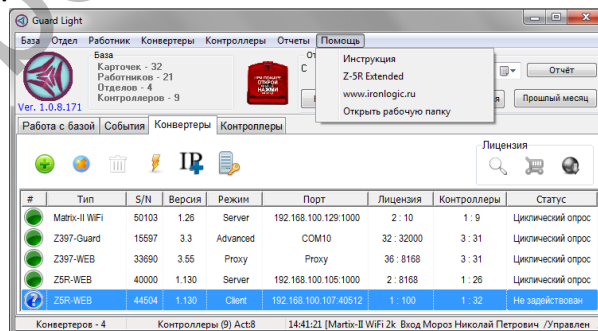 Guard Light
База Отдел Работник Конвертеры Контроллеры Отчеты Помощь
База
Карточек - 32
Работников - 21
Отделов - 4
Контроллеров - 9
Ver. 1.0.8.171
От
С
Отчёт
Прошлый месяц
Инструкция
Z-5R Extended
www.ironlogic.ru
Открыть рабочую папку
Работа с базой События Конвертеры Контроллеры
IP
Лицензия
# Тип S/N Версия Режим Порт Лицензия Контроллеры Статус
Matrix-II WiFi 50103 1.26 Server 192.168.100.129:1000 2 : 10 1 : 9 Циклический опрос
Z397-Guard 15597 3.3 Advanced COM10 32 : 32000 3 : 31 Циклический опрос
Z397-WEB 33690 3.55 Proxy Proxy 36 : 8168 3 : 31 Циклический опрос
Z5R-WEB 40000 1.130 Server 192.168.100.105:1000 2 : 8168 1 : 26 Циклический опрос
Z5R-WEB 44504 1.130 Client 192.168.100.107:40512 1 : 100 1 : 32 Не задействован
Конвертеров - 4 Контроллеры (9) Act:8 14:41:21 [Martix-II WiFi 2k Вход Мороз Николай Петрович /Управлен